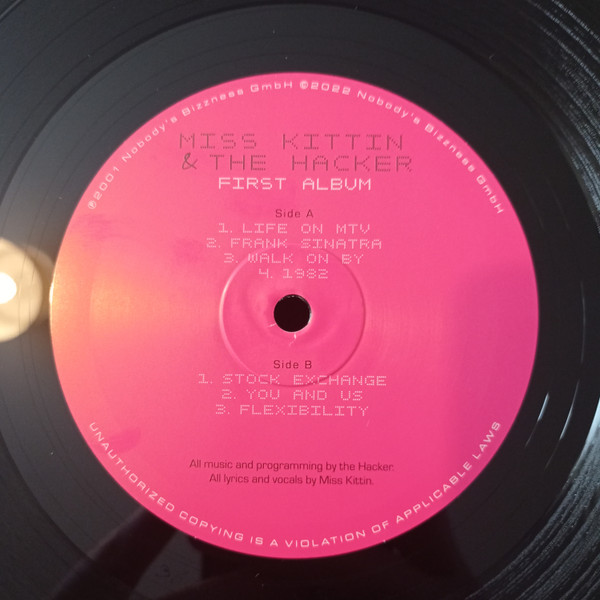 ℗2001 Nobody's Bizzness GmbH ©2022 Nobody's Bizzness GmbH
MISS KITTIN
& THE HACKER
FIRST ALBUM
Side A
1. LIFE ON MTV
2. FRANK SINATRA
3. WALK ON BY
4. 1982
Side B
1. STOCK EXCHANGE
2. YOU AND US
3. FLEXIBILITY
All music and programming by the Hacker.
All lyrics and vocals by Miss Kittin.
UNAUTHORIZED COPYING IS A VIOLATION OF APPLICABLE LAWS